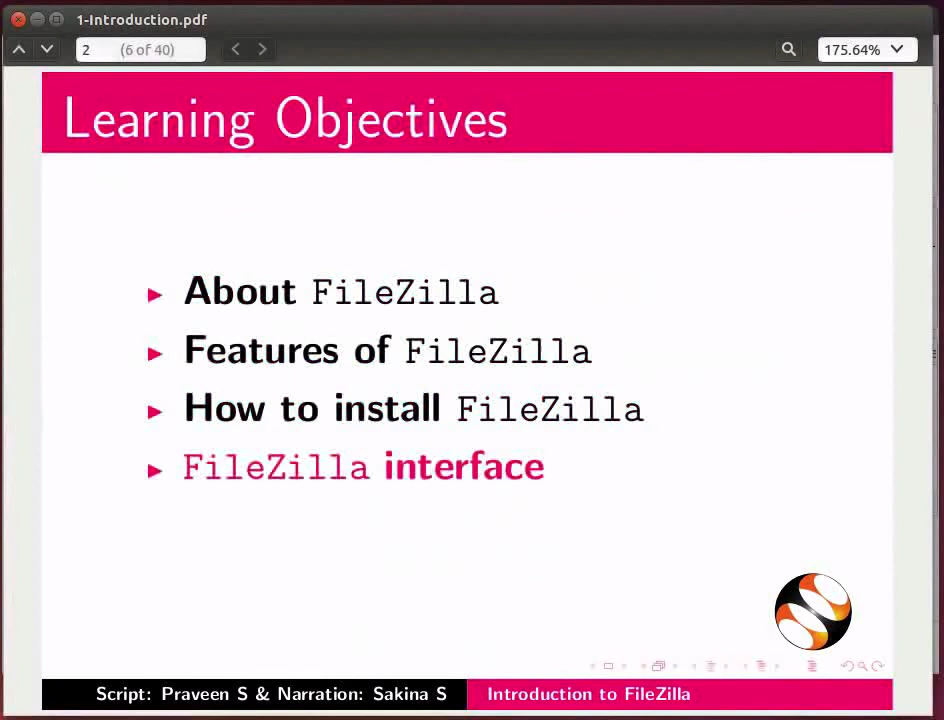 1-Introduction.pdf
2 (6 of 40)
175.64%
Learning Objectives
About FileZilla
Features of FileZilla
How to install FileZilla
FileZilla interface
Script: Praveen S & Narration: Sakina S
Introduction to FileZilla